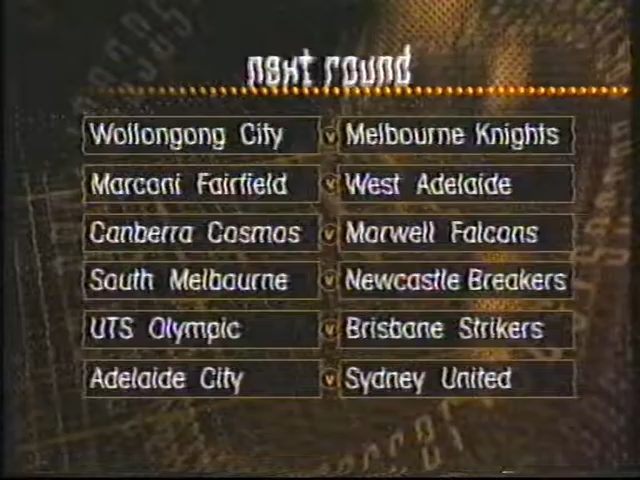 next round
Wollongong City v Melbourne Knights
Marconi Fairfield v West Adelaide
Canberra Cosmos v Morwell Falcons
South Melbourne v Newcastle Breakers
UTS Olympic v Brisbane Strikers
Adelaide City v Sydney United